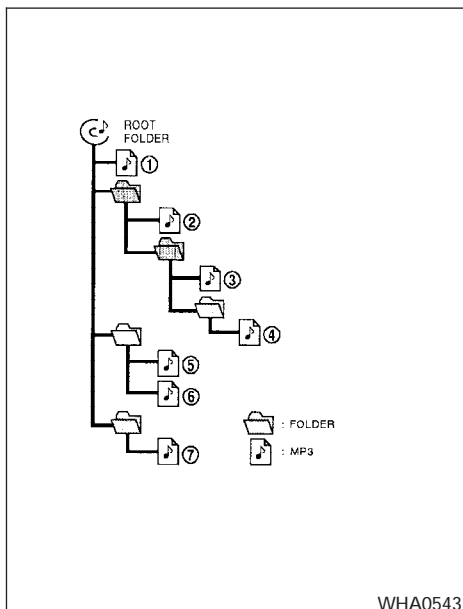 ROOT
FOLDER
①
②
③
④
⑤
⑥
: FOLDER
⑦
: MP3
WHA0543